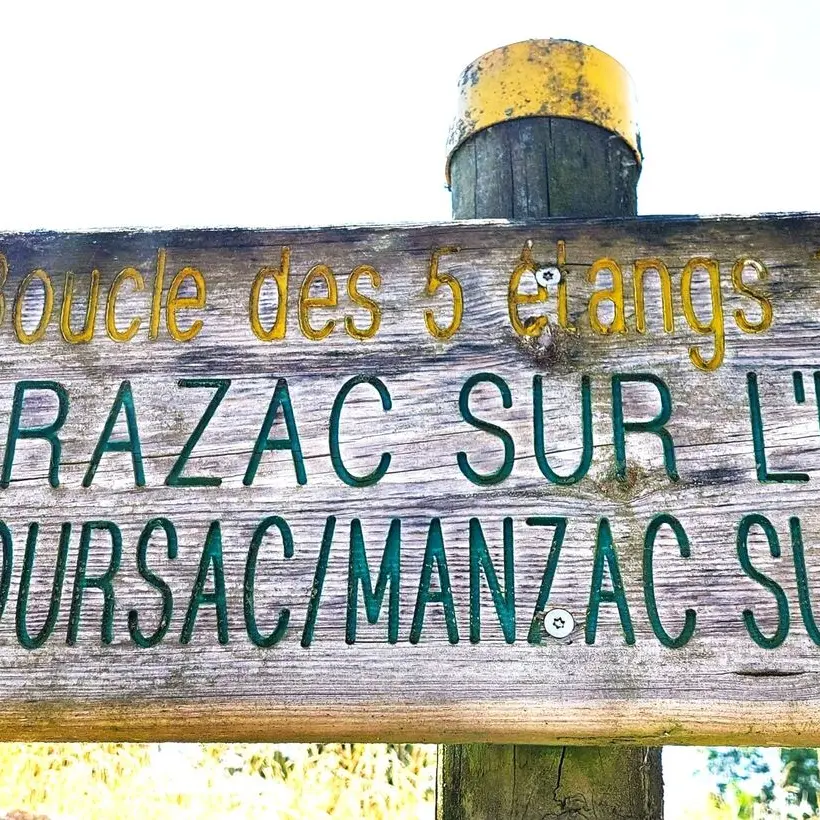 Boucle des 5 étangs
RAZAC SUR L'
OURSAC/MANZAC SU